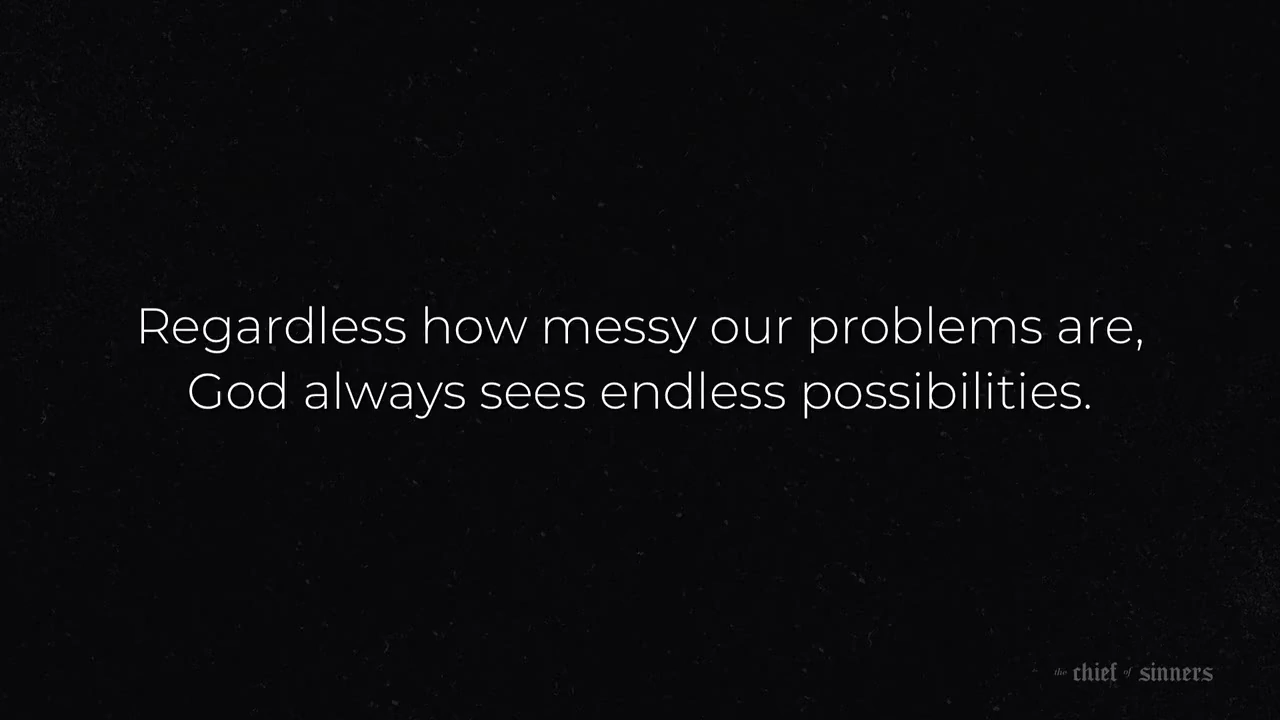 Regardless how messy our problems are,
God always sees endless possibilities.
the chief of sinners